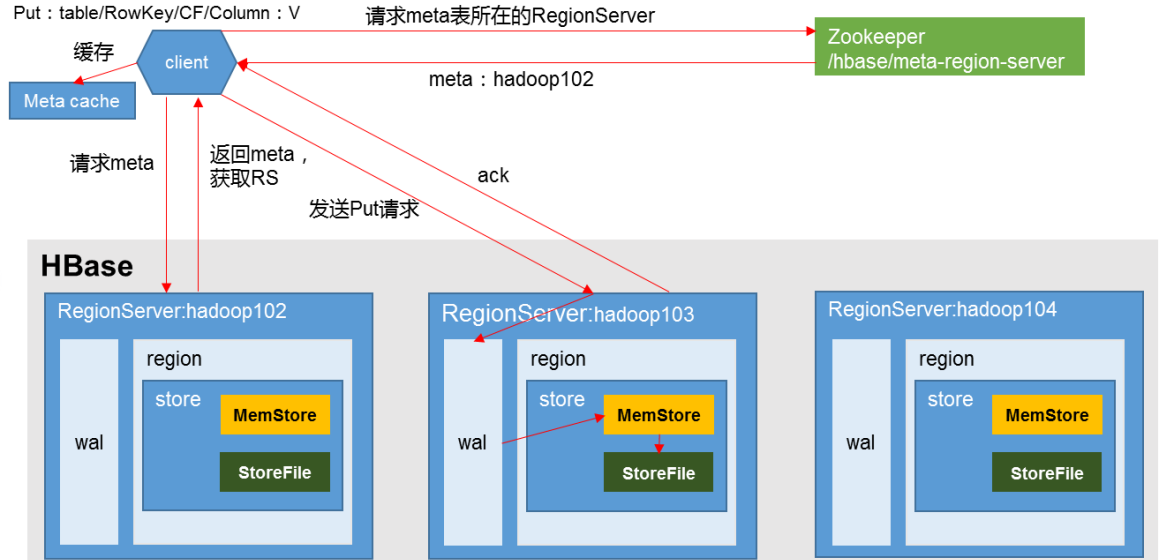 Put：table/RowKey/CF/Column：V
请求meta表所在的RegionServer
Zookeeper
/hbase/meta-region-server
缓存
client
meta：hadoop102
Meta cache
请求meta
返回meta，
获取RS
ack
发送Put请求
HBase
RegionServer:hadoop102
wal
region
store
MemStore
StoreFile
RegionServer:hadoop103
wal
region
store
MemStore
StoreFile
RegionServer:hadoop104
wal
region
store
MemStore
StoreFile